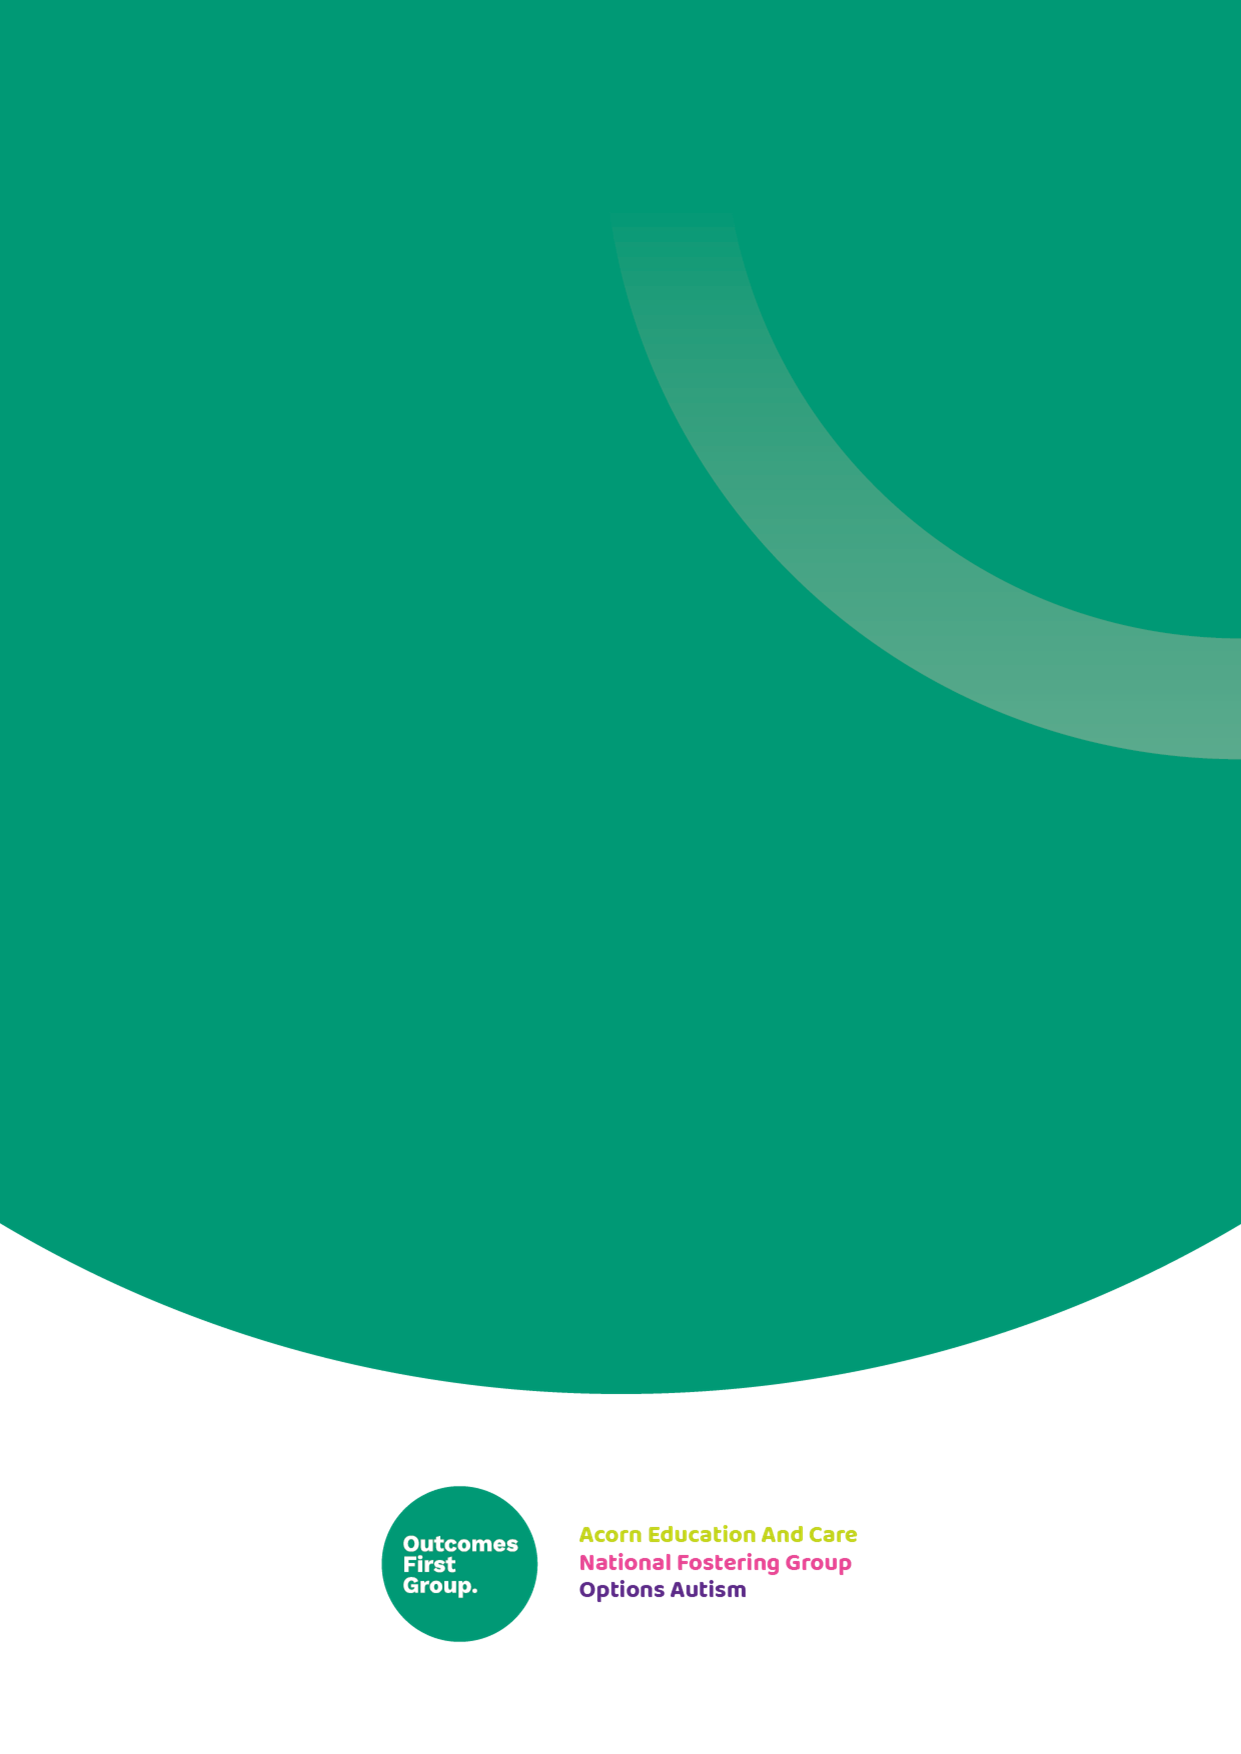 Outcomes
First
Group.
Acorn Education And Care
National Fostering Group
Options Autism